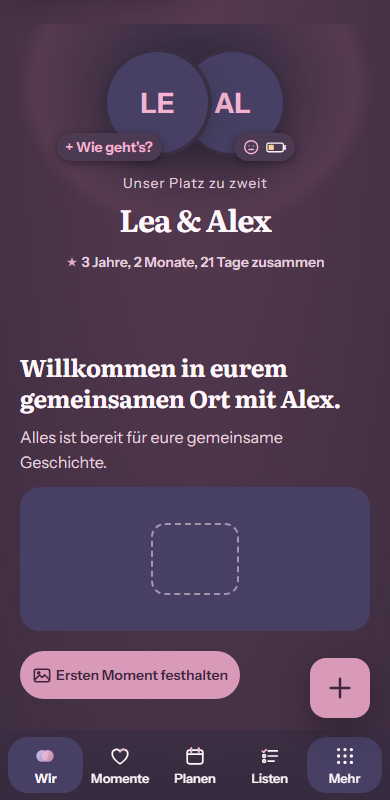 LE
AL
+ Wie geht's?
Unser Platz zu zweit
Lea & Alex
★ 3 Jahre, 2 Monate, 21 Tage zusammen
Willkommen in eurem
gemeinsamen Ort mit Alex.
Alles ist bereit für eure gemeinsame
Geschichte.
Ersten Moment festhalten
Wir
Momente
Planen
Listen
Mehr